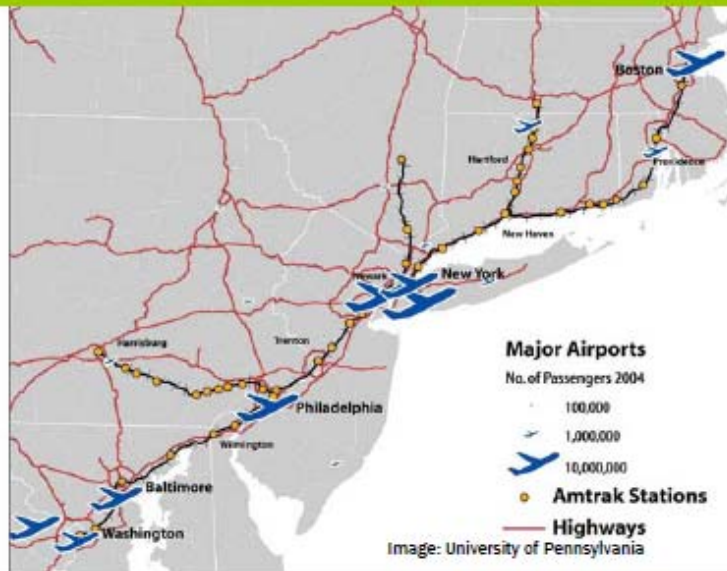 Boston
Hartford
Providence
New Haven
Newark
New York
Harrisburg
Trenton
Philadelphia
Wilmington
Baltimore
Washington
Major Airports
No. of Passengers 2004
100,000
1,000,000
10,000,000
Amtrak Stations
Highways
Image: University of Pennsylvania